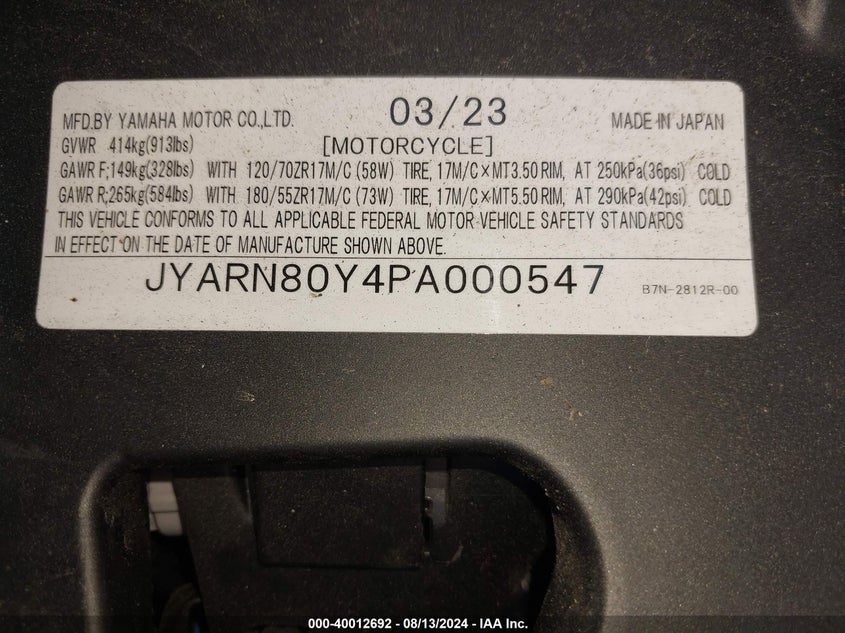 MFD.BY YAMAHA MOTOR CO.,LTD. 03/23 MADE IN JAPAN
GVWR 414kg(913lbs) [MOTORCYCLE]
GAWR F;149kg(328lbs) WITH 120/70ZR17M/C (58W) TIRE, 17M/C×MT3.50 RIM, AT 250kPa(36psi) COLD
GAWR R;265kg(584lbs) WITH 180/55ZR17M/C (73W) TIRE, 17M/C×MT5.50 RIM, AT 290kPa(42psi) COLD
THIS VEHICLE CONFORMS TO ALL APPLICABLE FEDERAL MOTOR VEHICLE SAFETY STANDARDS
IN EFFECT ON THE DATE OF MANUFACTURE SHOWN ABOVE.
JYARN80Y4PA000547 B7N-2812R-00
000-40012692 - 08/13/2024 - IAA Inc.